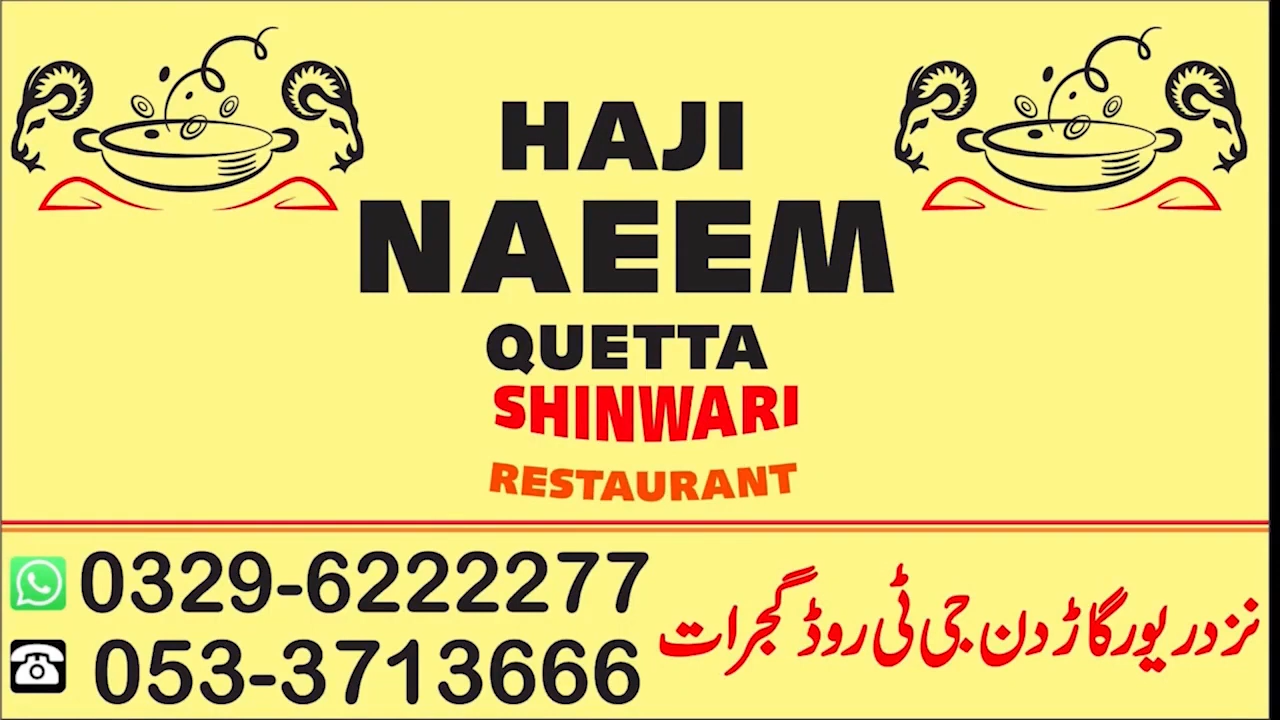 HAJI
NAEEM
QUETTA
SHINWARI
RESTAURANT
0329-6222277
053-3713666
نزد ریور گارڈن جی ٹی روڈ گجرات